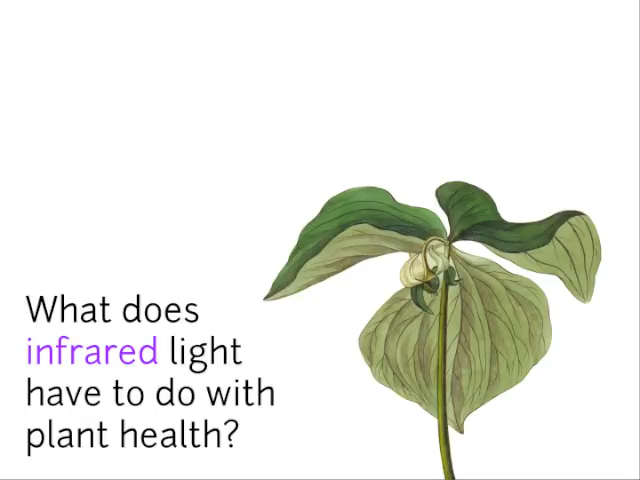 What does
infrared light
have to do with
plant health?